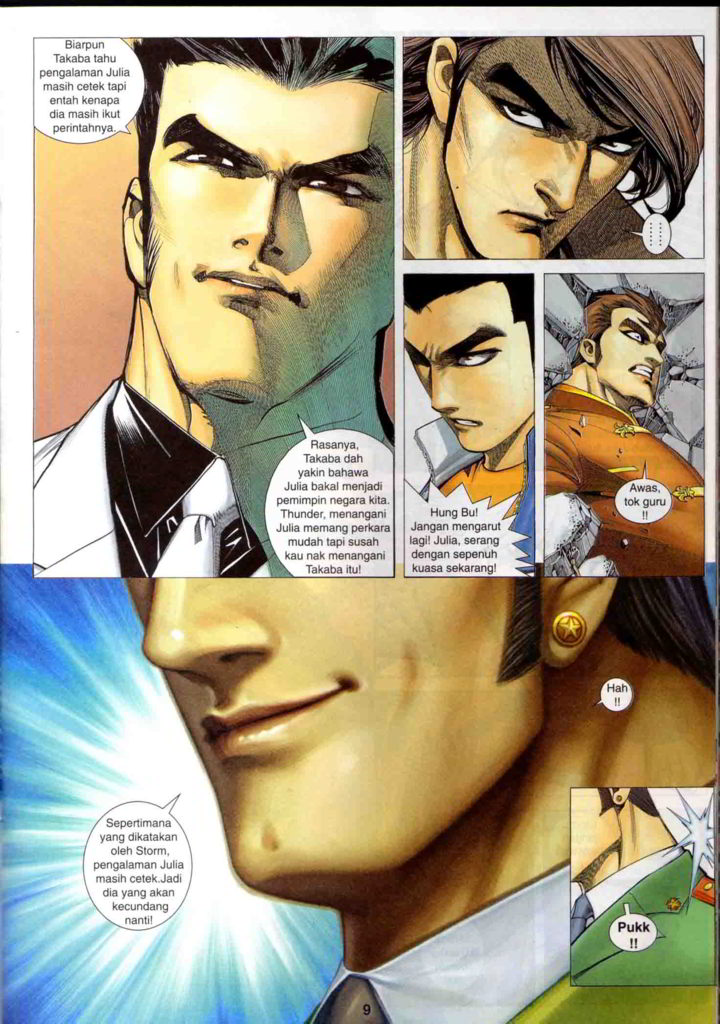 Biarpun
Takaba tahu
pengalaman Julia
masih cetek tapi
entah kenapa
dia masih ikut
perintahnya.
Rasanya,
Takaba dah
yakin bahawa
Julia bakal menjadi
pemimpin negara kita.
Thunder, menangani
Julia memang perkara
mudah tapi susah
kau nak menangani
Takaba itu!
Hung Bu!
Jangan mengarut
lagi! Julia, serang
dengan sepenuh
kuasa sekarang!
Awas,
tok guru
!!
Hah
!!
Sepertimana
yang dikatakan
oleh Storm,
pengalaman Julia
masih cetek.Jadi
dia yang akan
kecundang
nanti!
Pukk
!!
9